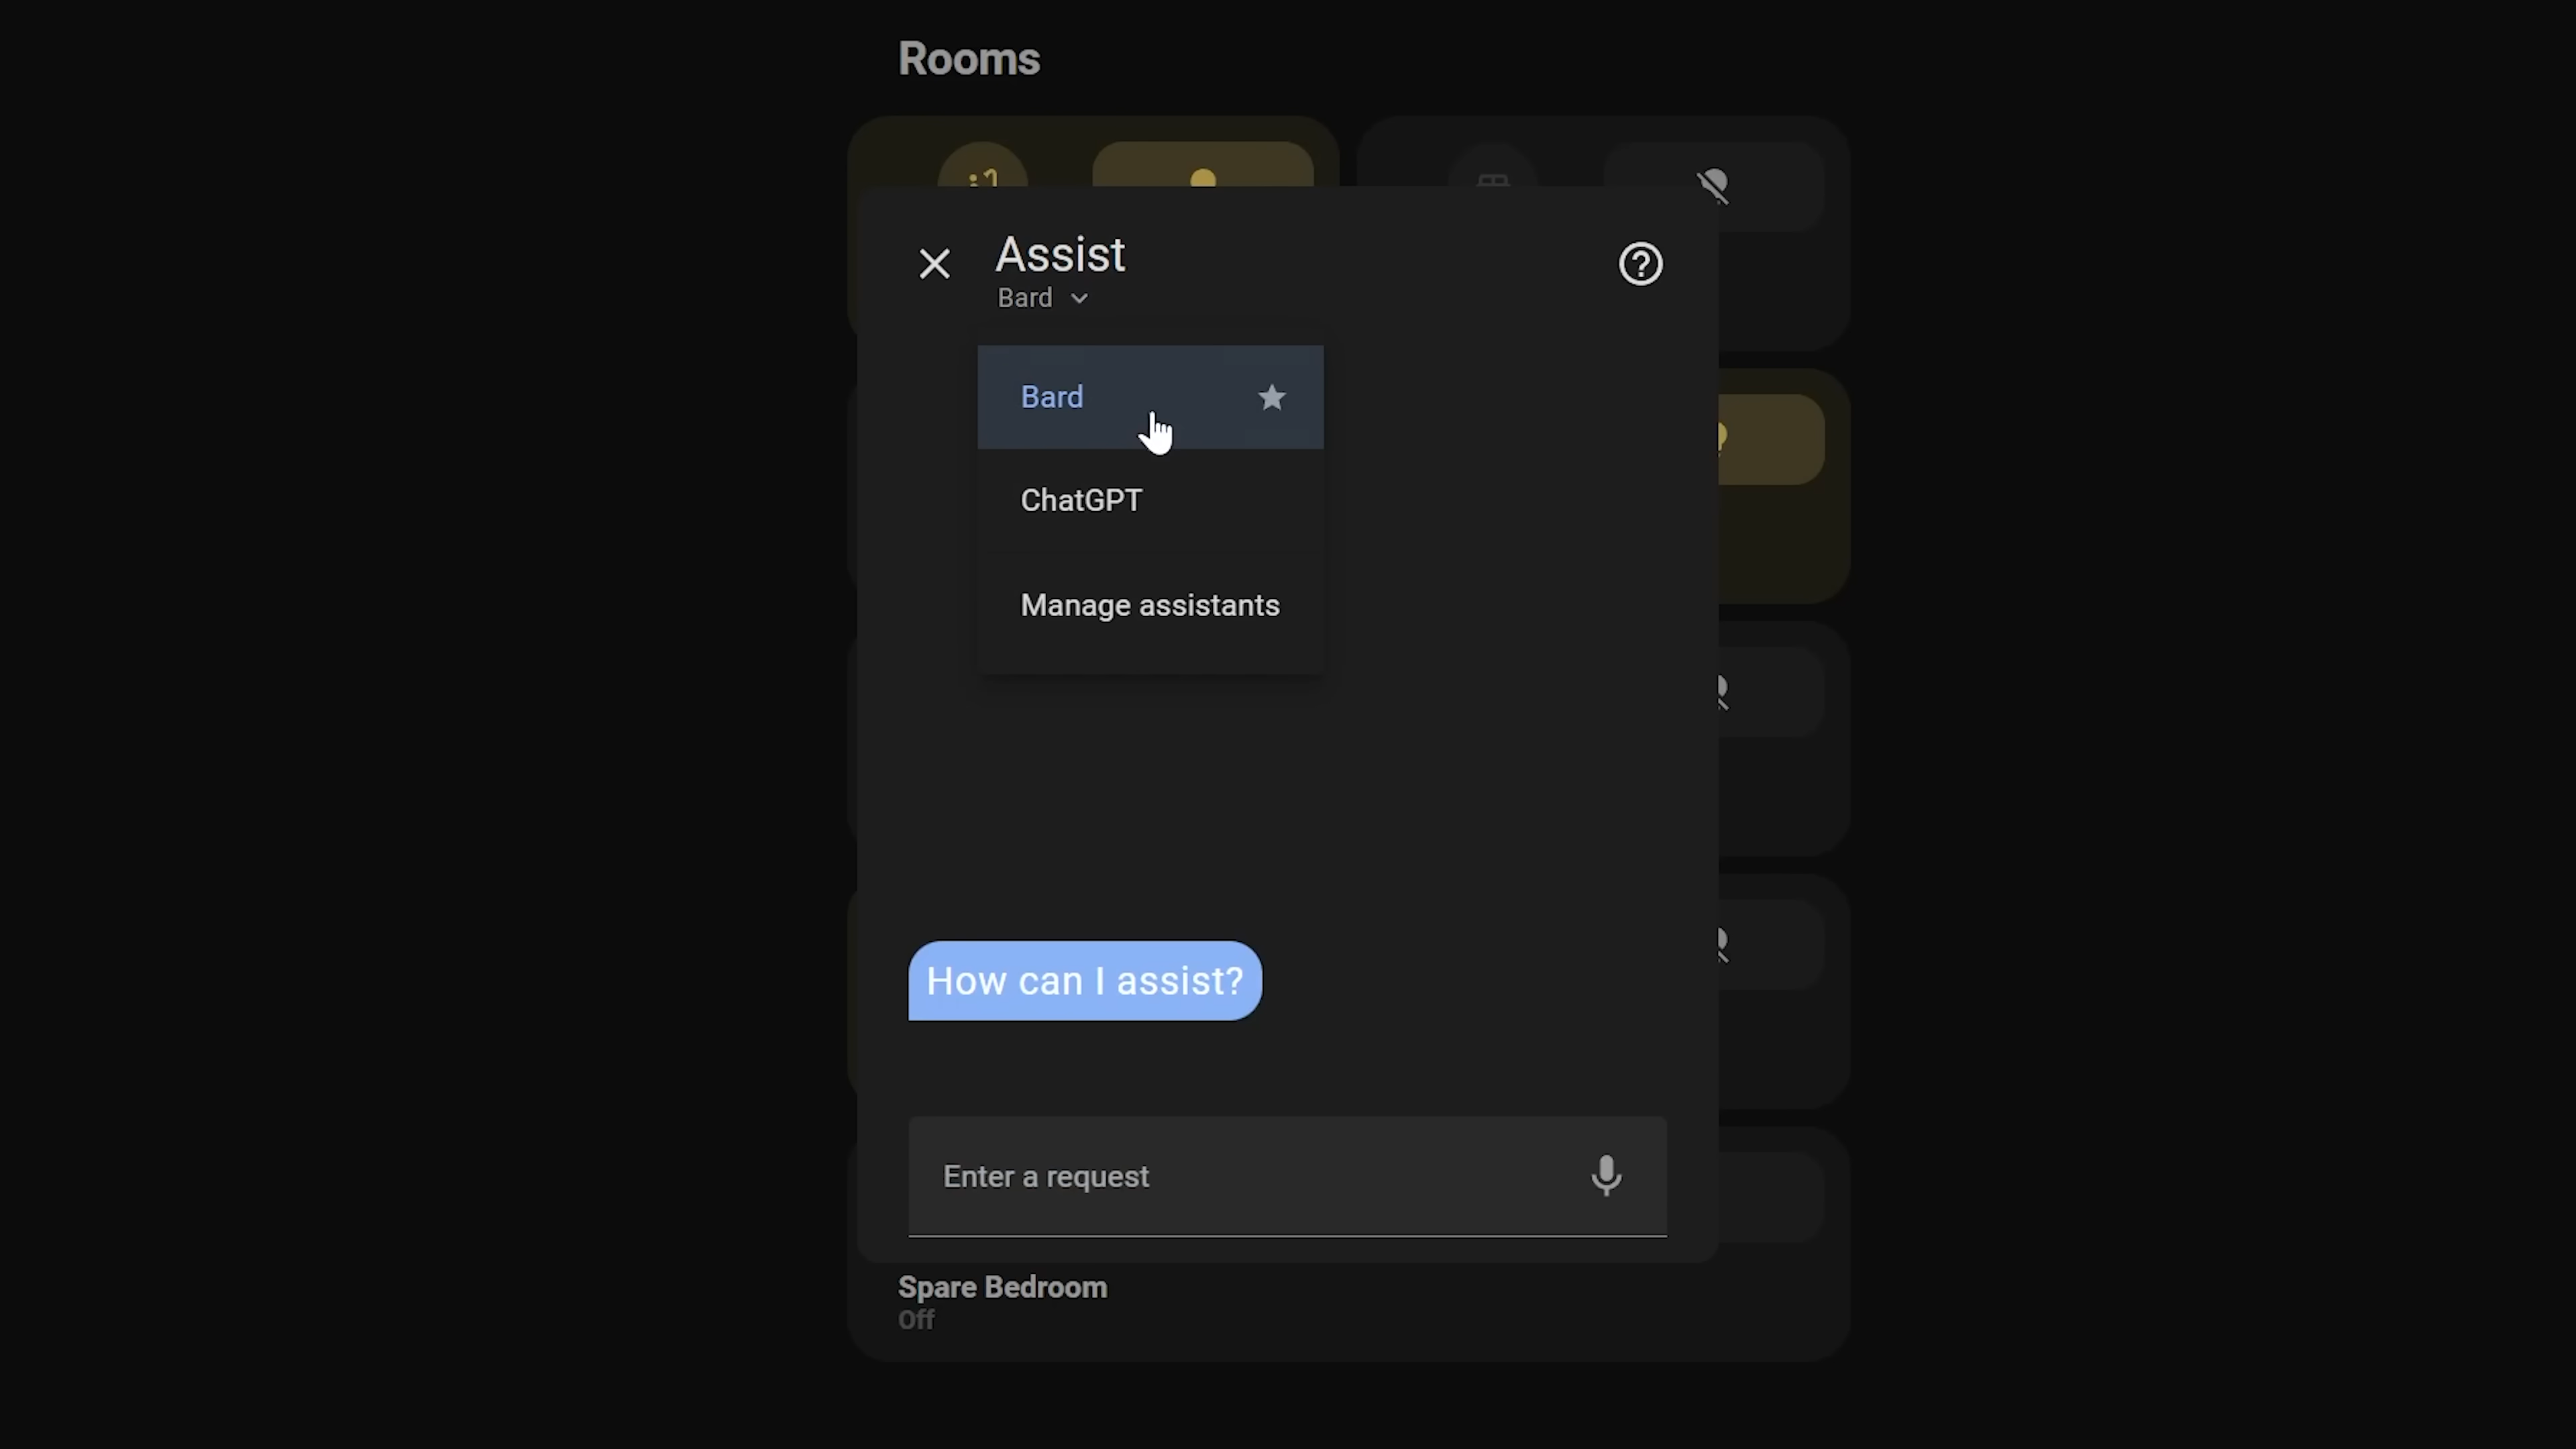 Rooms
Assist
Bard
Bard
ChatGPT
Manage assistants
How can I assist?
Enter a request
Spare Bedroom
Off